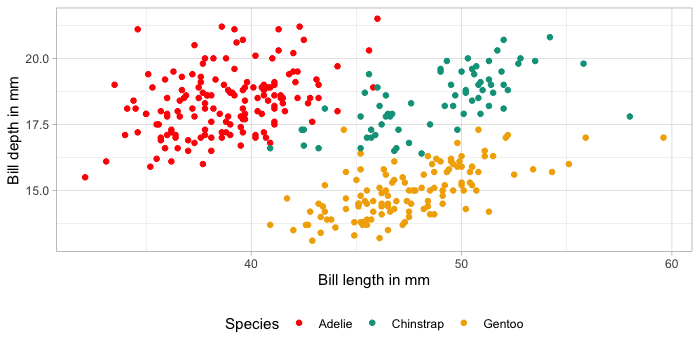 20.0
17.5
15.0
Bill depth in mm
40 50 60
Bill length in mm
Species Adelie Chinstrap Gentoo